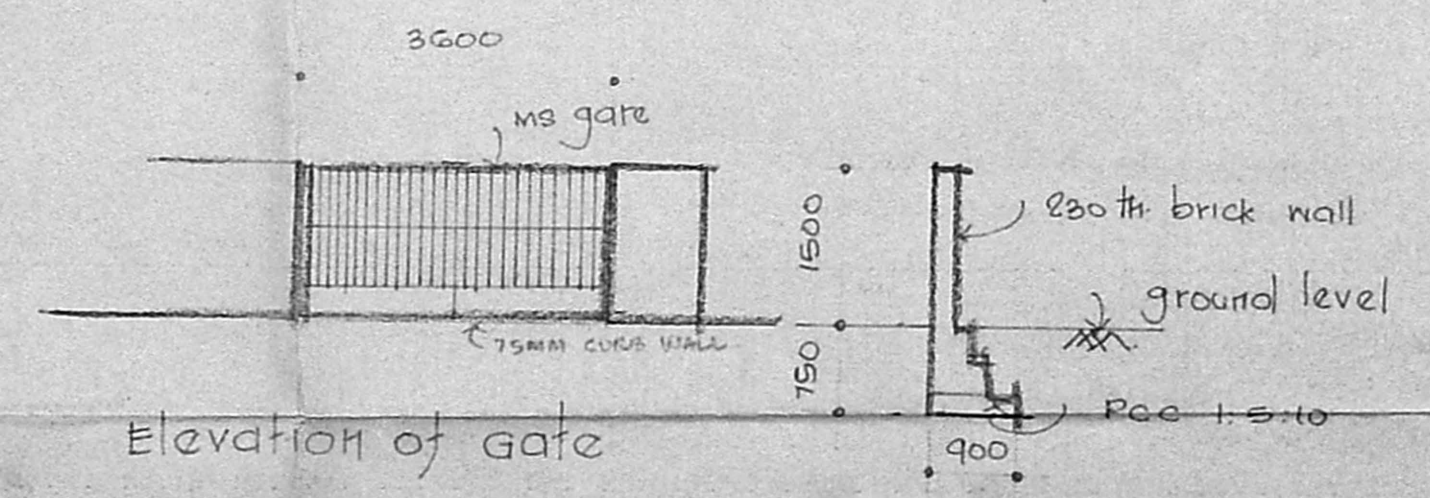 3600
MS gate
1500
230 th. brick wall
ground level
75MM CURB WALL
750
PCC 1:5:10
Elevation of Gate
900